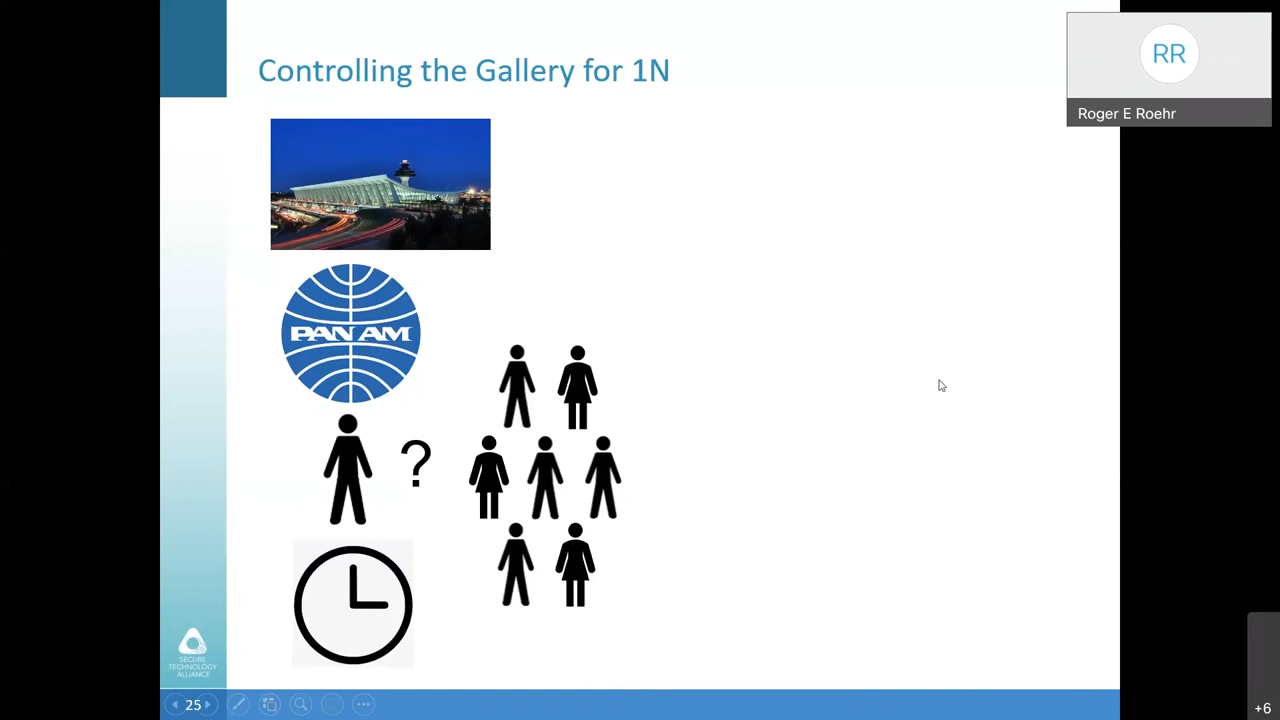 Controlling the Gallery for 1N
RR
Roger E Roehr
PAN AM
?
SECURE
TECHNOLOGY
ALLIANCE
25
+6